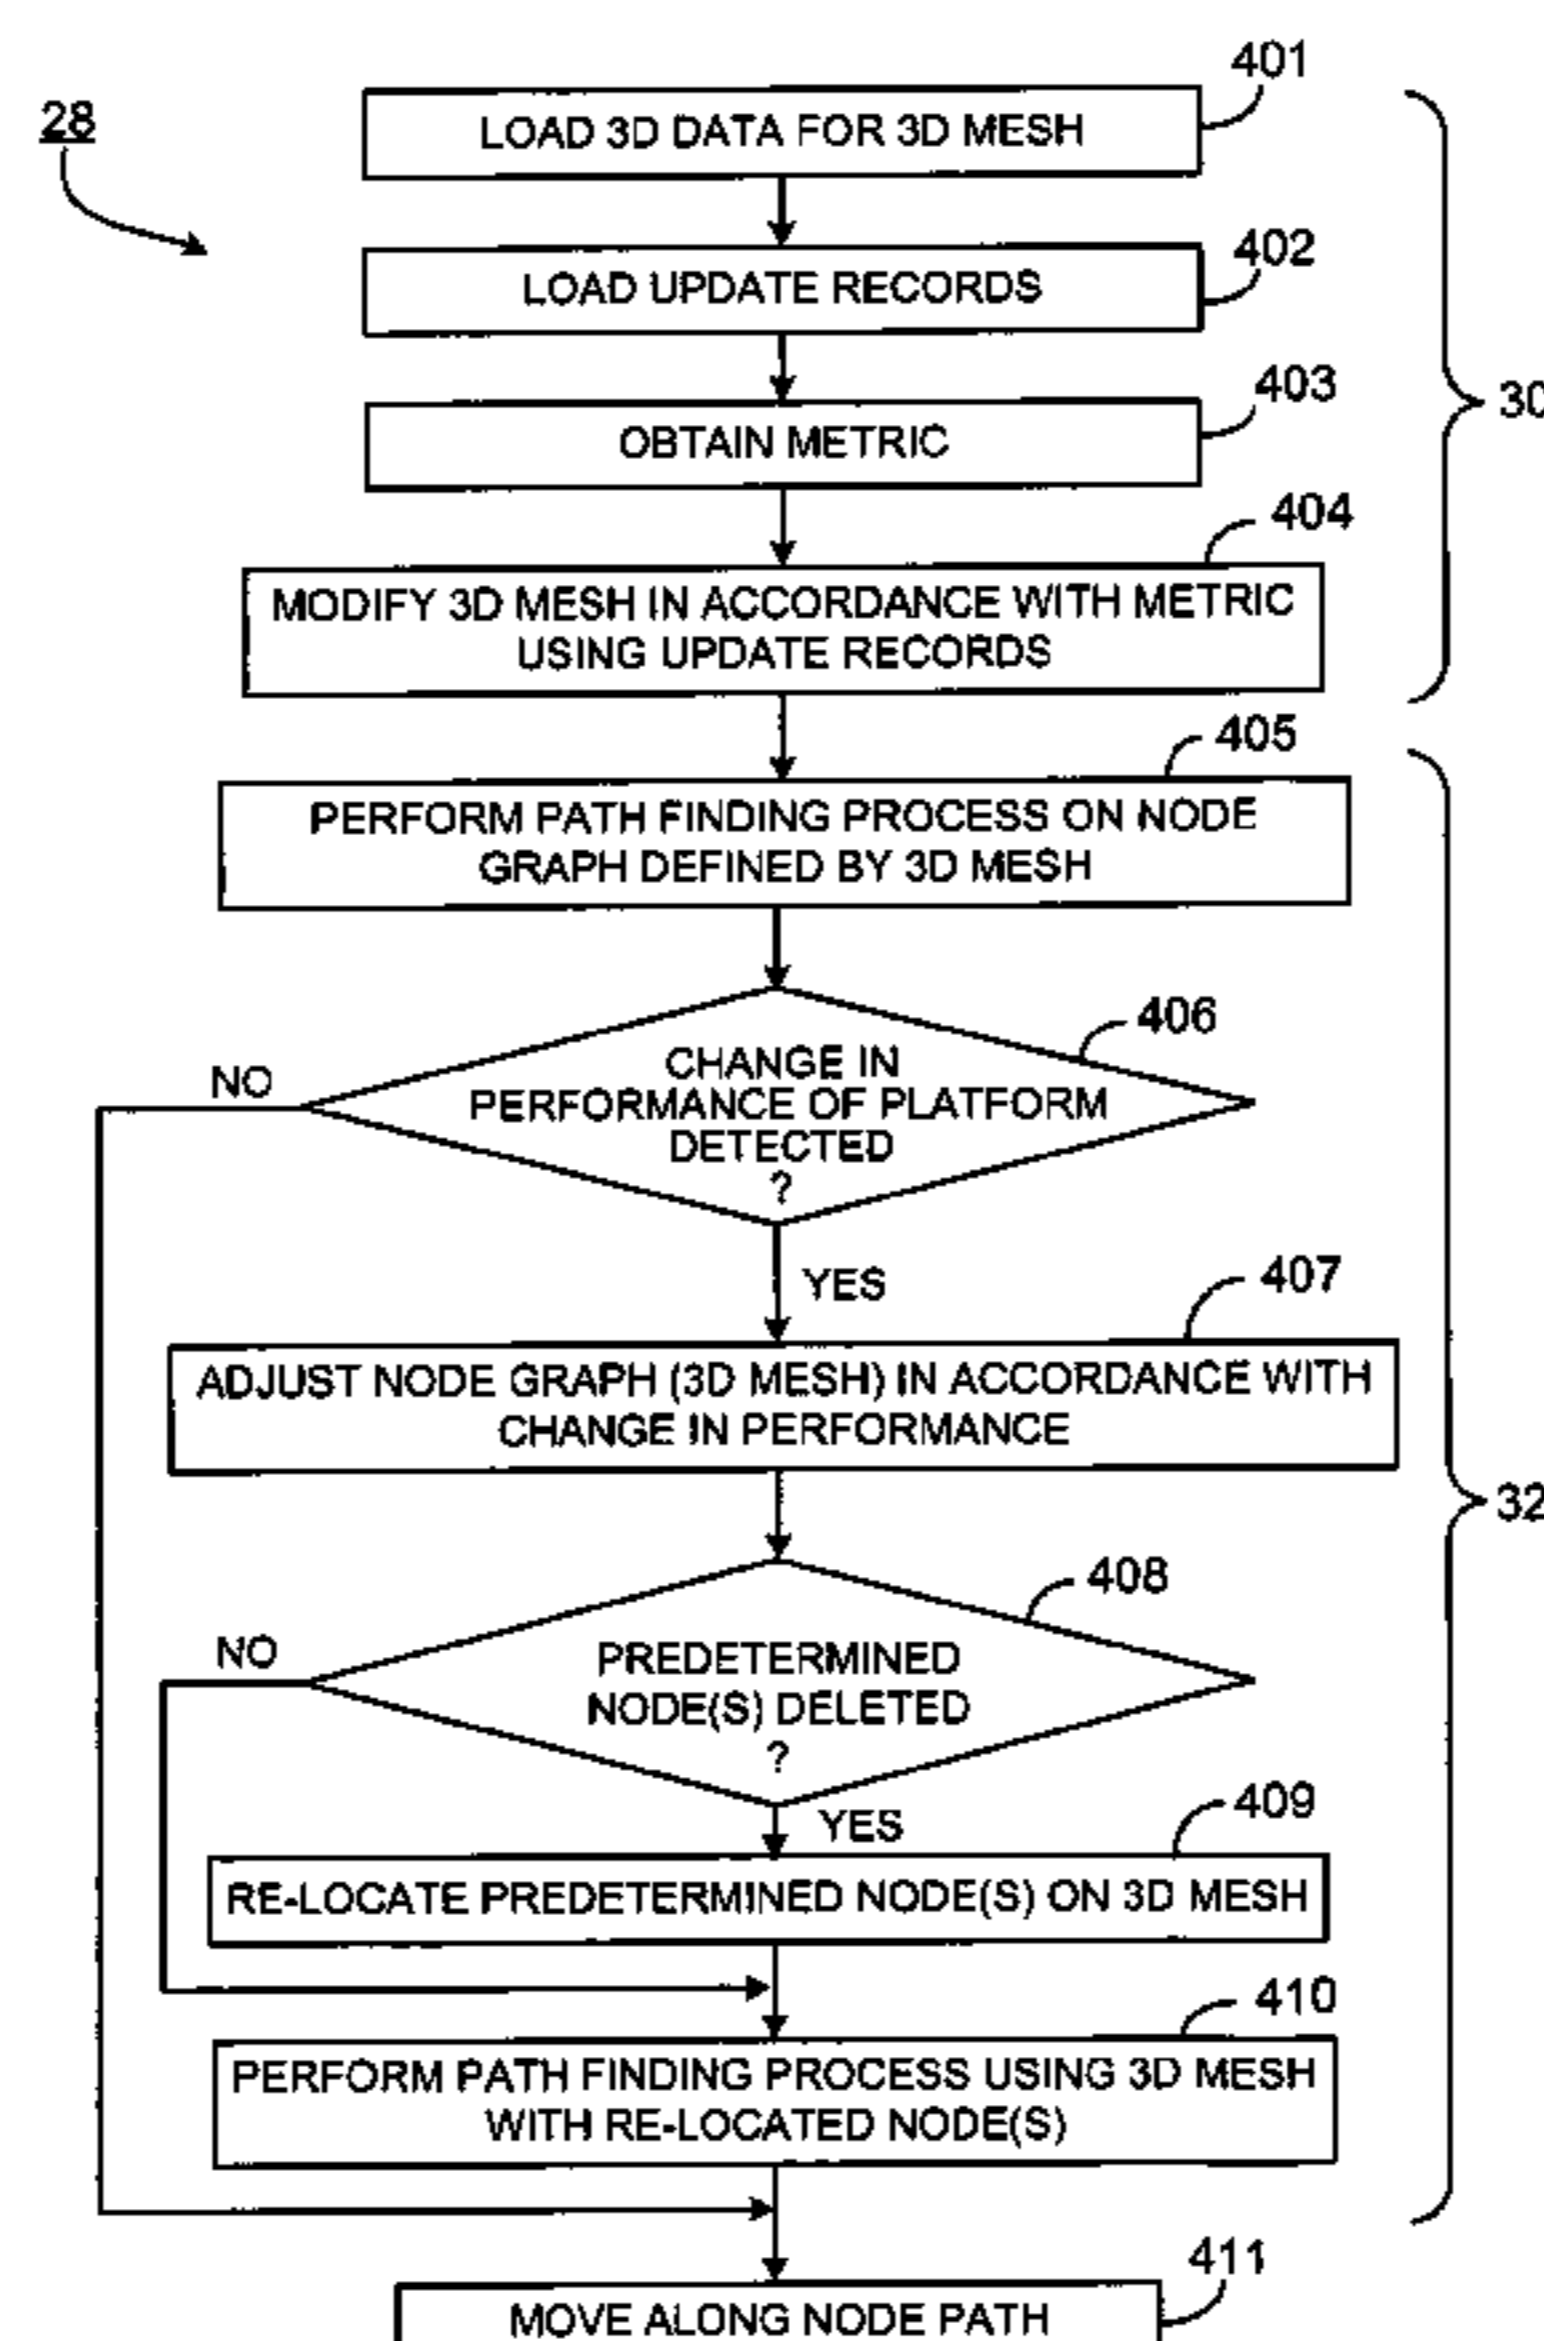 401
28
LOAD 3D DATA FOR 3D MESH
402
LOAD UPDATE RECORDS
403
30
OBTAIN METRIC
404
MODIFY 3D MESH IN ACCORDANCE WITH METRIC
USING UPDATE RECORDS
405
PERFORM PATH FINDING PROCESS ON NODE
GRAPH DEFINED BY 3D MESH
406
NO
CHANGE IN
PERFORMANCE OF PLATFORM
DETECTED
?
YES
407
ADJUST NODE GRAPH (3D MESH) IN ACCORDANCE WITH
CHANGE IN PERFORMANCE
32
408
NO
PREDETERMINED
NODE(S) DELETED
?
YES
409
RE-LOCATE PREDETERMINED NODE(S) ON 3D MESH
410
PERFORM PATH FINDING PROCESS USING 3D MESH
WITH RE-LOCATED NODE(S)
411
MOVE ALONG NODE PATH